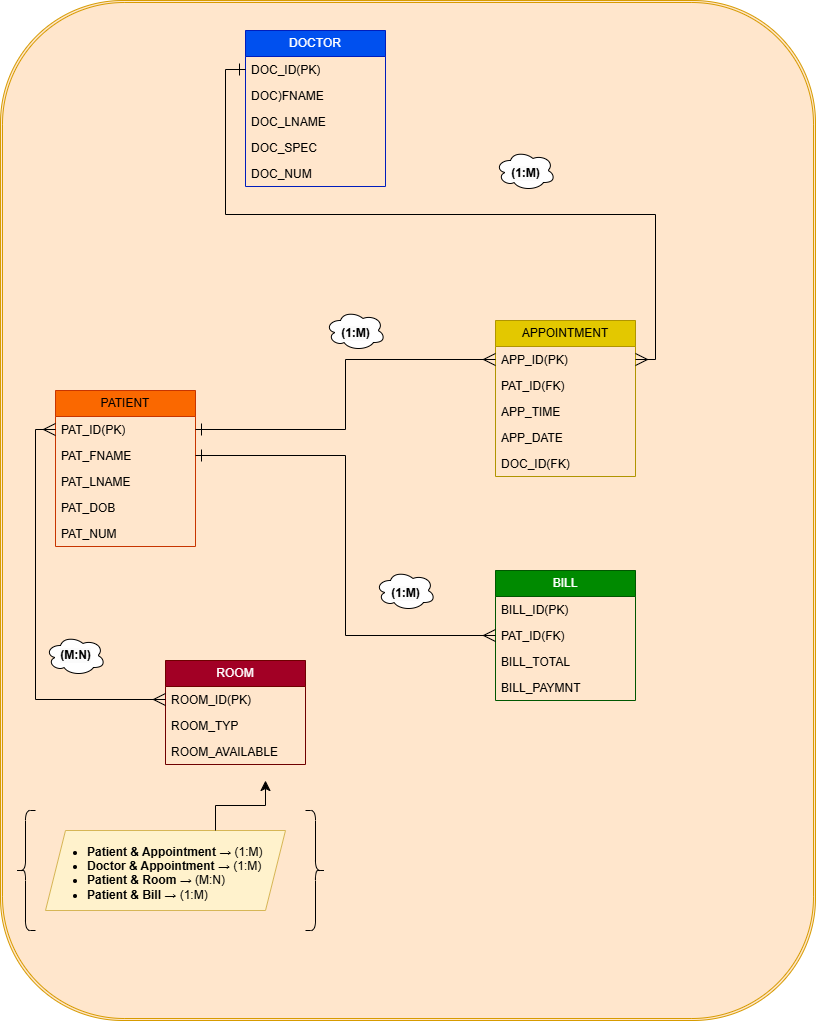 DOCTOR
DOC_ID(PK)
DOC)FNAME
DOC_LNAME
DOC_SPEC
DOC_NUM
(1:M)
(1:M)
APPOINTMENT
APP_ID(PK)
PAT_ID(FK)
APP_TIME
APP_DATE
DOC_ID(FK)
PATIENT
PAT_ID(PK)
PAT_FNAME
PAT_LNAME
PAT_DOB
PAT_NUM
(1:M)
BILL
BILL_ID(PK)
PAT_ID(FK)
BILL_TOTAL
BILL_PAYMNT
(M:N)
ROOM
ROOM_ID(PK)
ROOM_TYP
ROOM_AVAILABLE
• Patient & Appointment → (1:M)
• Doctor & Appointment → (1:M)
• Patient & Room → (M:N)
• Patient & Bill → (1:M)